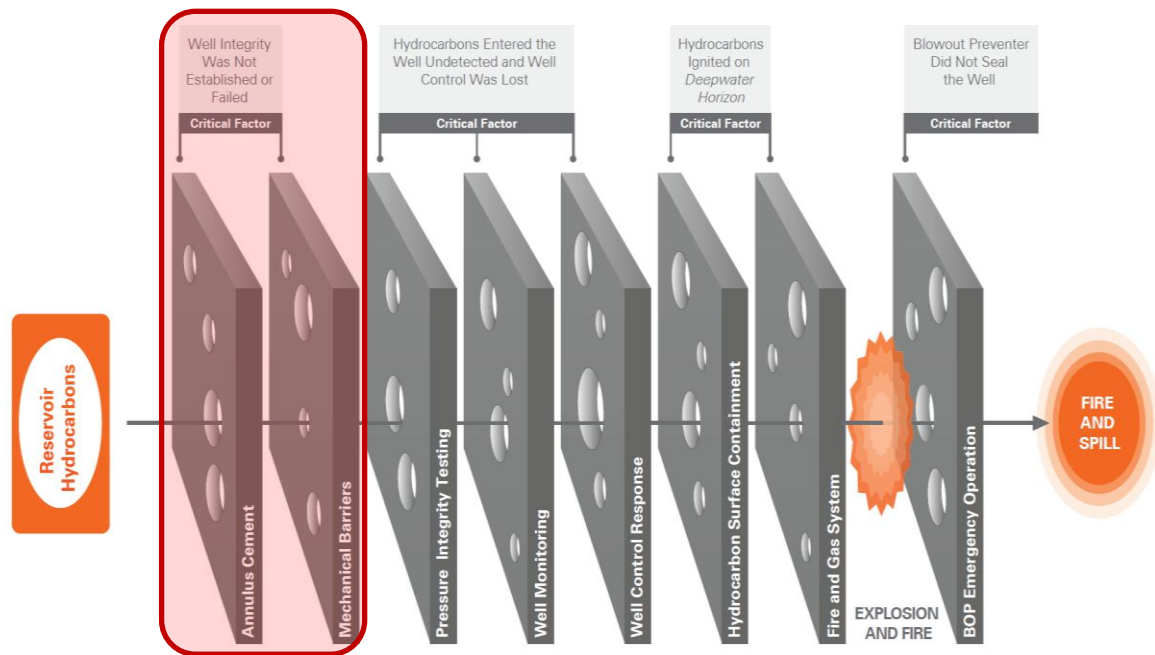 Well Integrity
Was Not
Established or
Failed
Critical Factor
Hydrocarbons Entered the
Well Undetected and Well
Control Was Lost
Critical Factor
Hydrocarbons
Ignited on
Deepwater
Horizon
Critical Factor
Blowout Preventer
Did Not Seal
the Well
Critical Factor
Reservoir
Hydrocarbons
Annulus Cement
Mechanical Barriers
Pressure Integrity Testing
Well Monitoring
Well Control Response
Hydrocarbon Surface Containment
Fire and Gas System
EXPLOSION
AND FIRE
BOP Emergency Operation
FIRE
AND
SPILL